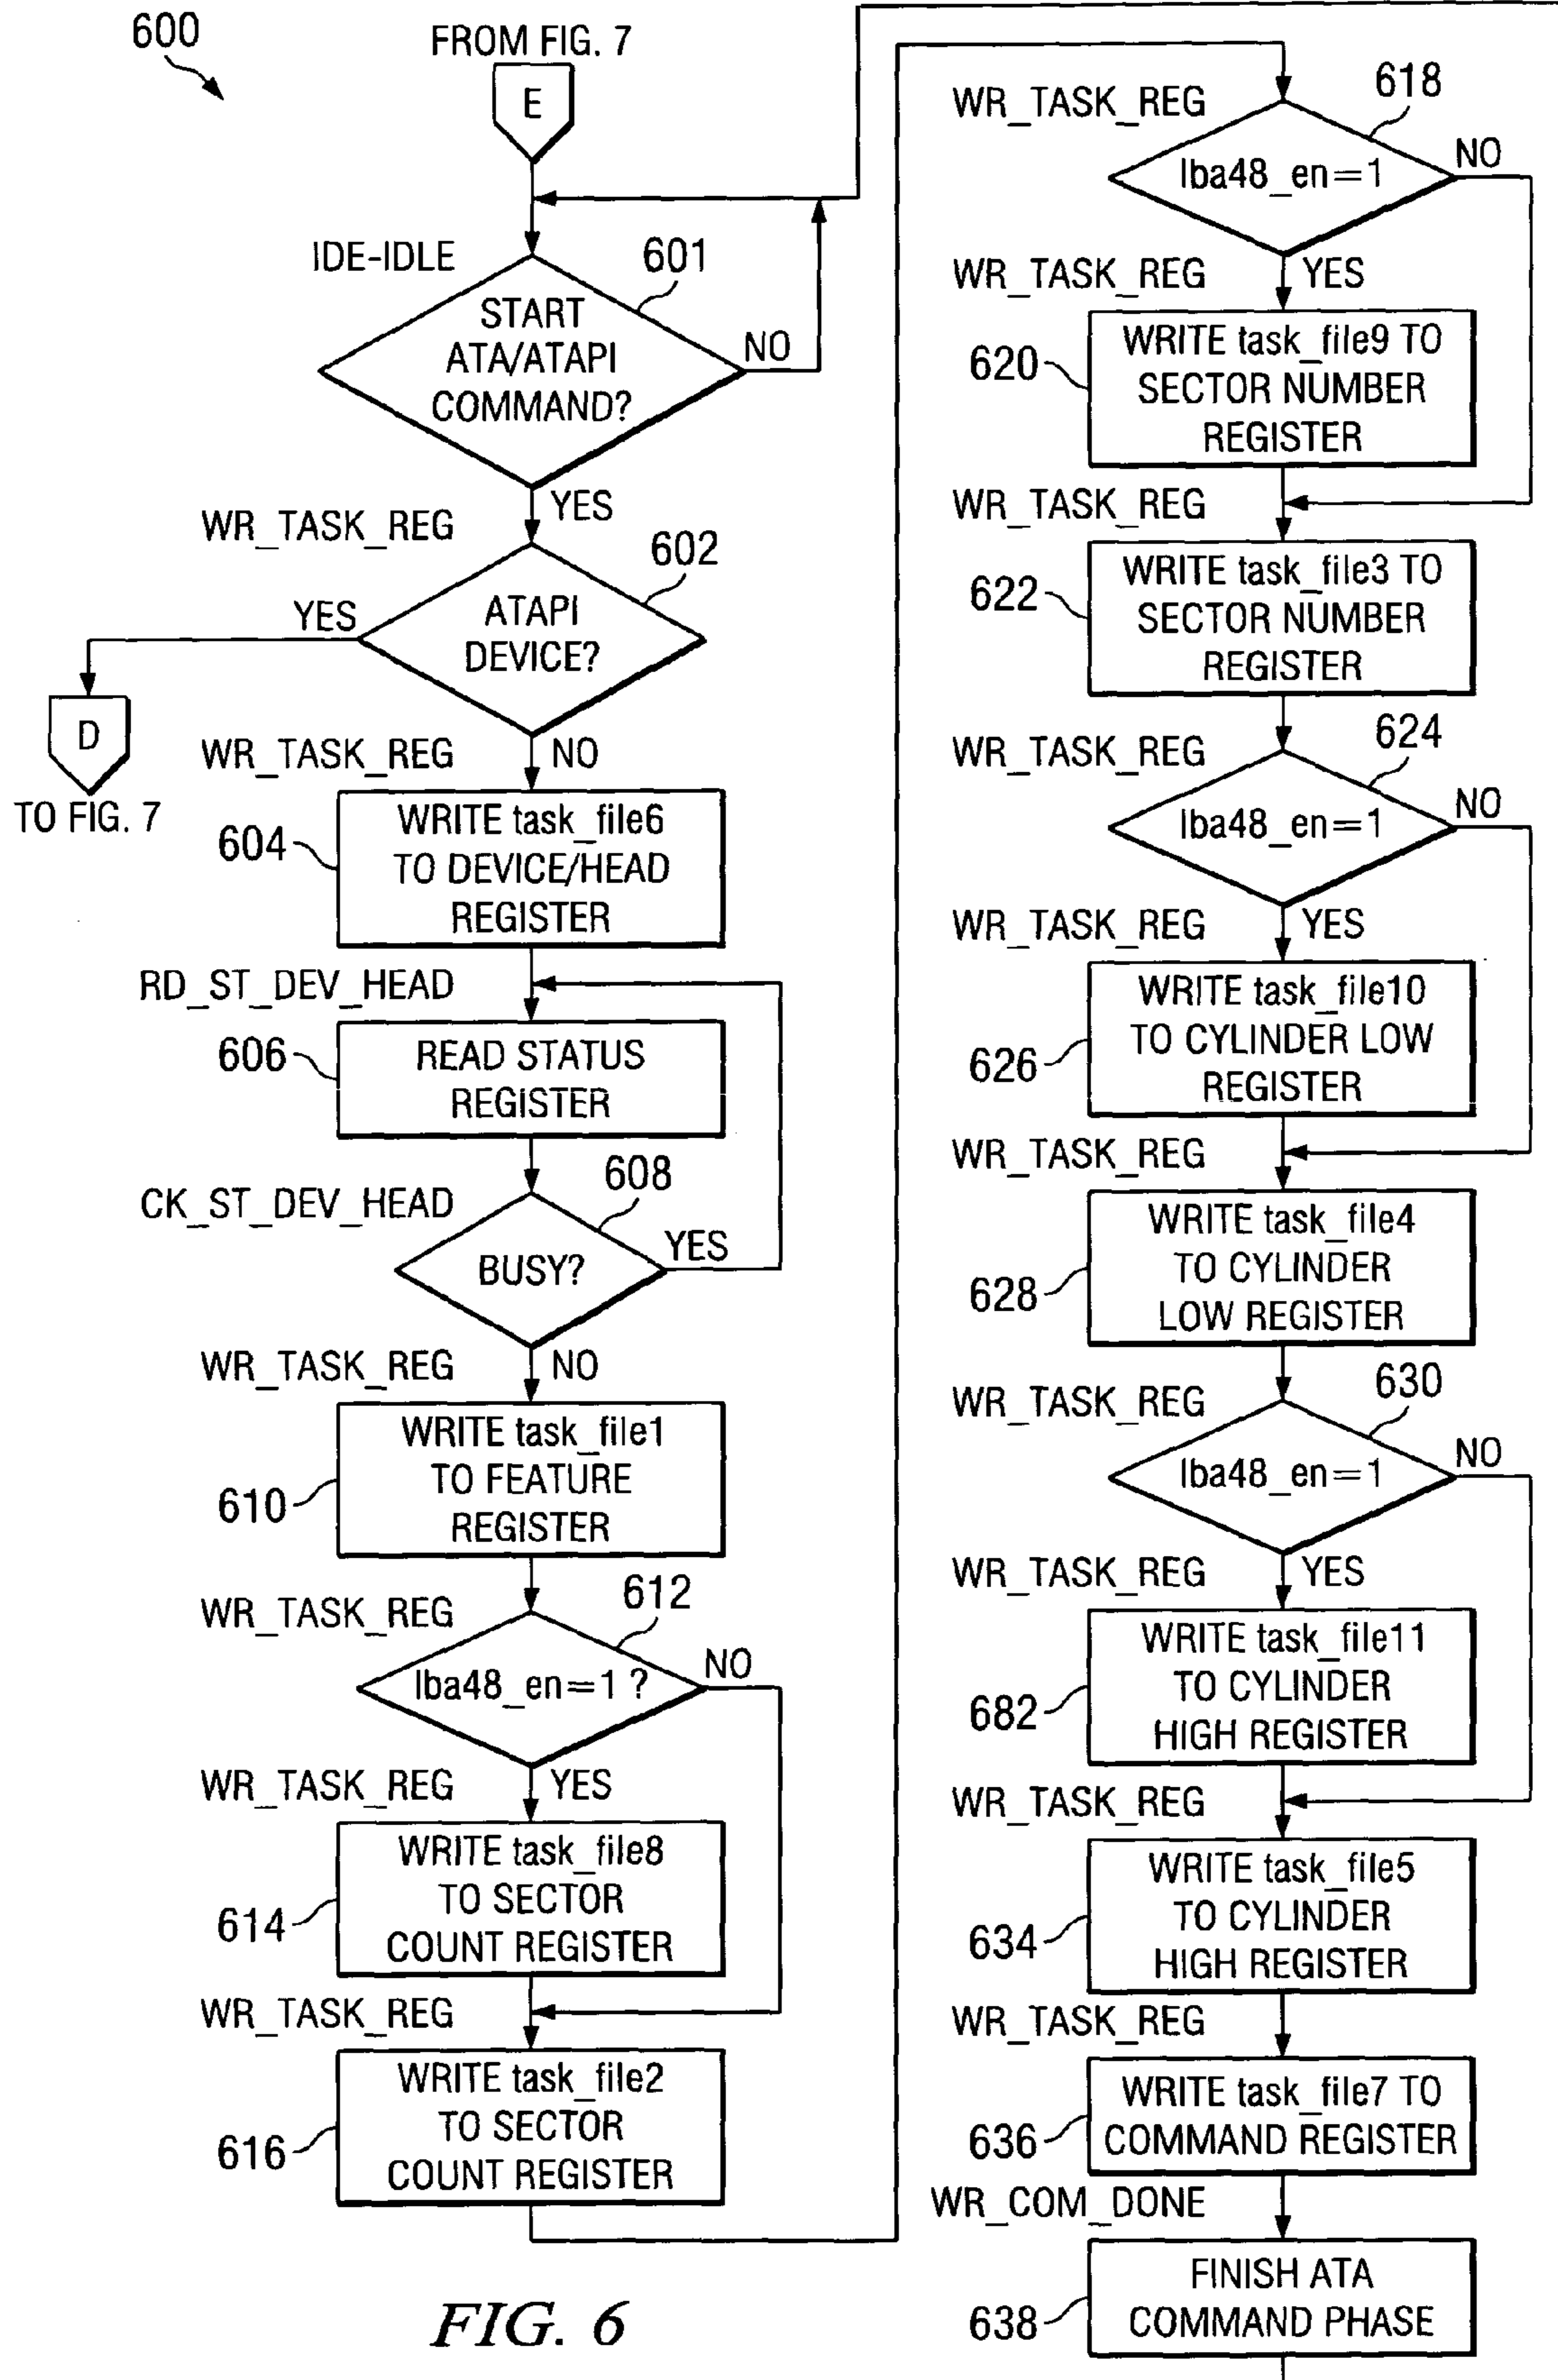 600
FROM FIG. 7
E
IDE-IDLE
601
START
ATA/ATAPI
COMMAND?
NO
YES
WR_TASK_REG
602
YES
ATAPI
DEVICE?
D
TO FIG. 7
WR_TASK_REG
NO
604
WRITE task_file6
TO DEVICE/HEAD
REGISTER
RD_ST_DEV_HEAD
606
READ STATUS
REGISTER
CK_ST_DEV_HEAD
608
BUSY?
YES
WR_TASK_REG
NO
610
WRITE task_file1
TO FEATURE
REGISTER
WR_TASK_REG
612
lba48_en=1 ?
NO
WR_TASK_REG
YES
614
WRITE task_file8
TO SECTOR
COUNT REGISTER
WR_TASK_REG
616
WRITE task_file2
TO SECTOR
COUNT REGISTER
WR_TASK_REG
618
lba48_en=1
NO
WR_TASK_REG
YES
620
WRITE task_file9 TO
SECTOR NUMBER
REGISTER
WR_TASK_REG
622
WRITE task_file3 TO
SECTOR NUMBER
REGISTER
WR_TASK_REG
624
lba48_en=1
NO
WR_TASK_REG
YES
626
WRITE task_file10
TO CYLINDER LOW
REGISTER
WR_TASK_REG
628
WRITE task_file4
TO CYLINDER
LOW REGISTER
WR_TASK_REG
630
lba48_en=1
NO
WR_TASK_REG
YES
682
WRITE task_file11
TO CYLINDER
HIGH REGISTER
WR_TASK_REG
634
WRITE task_file5
TO CYLINDER
HIGH REGISTER
WR_TASK_REG
636
WRITE task_file7 TO
COMMAND REGISTER
WR_COM_DONE
638
FINISH ATA
COMMAND PHASE
FIG. 6